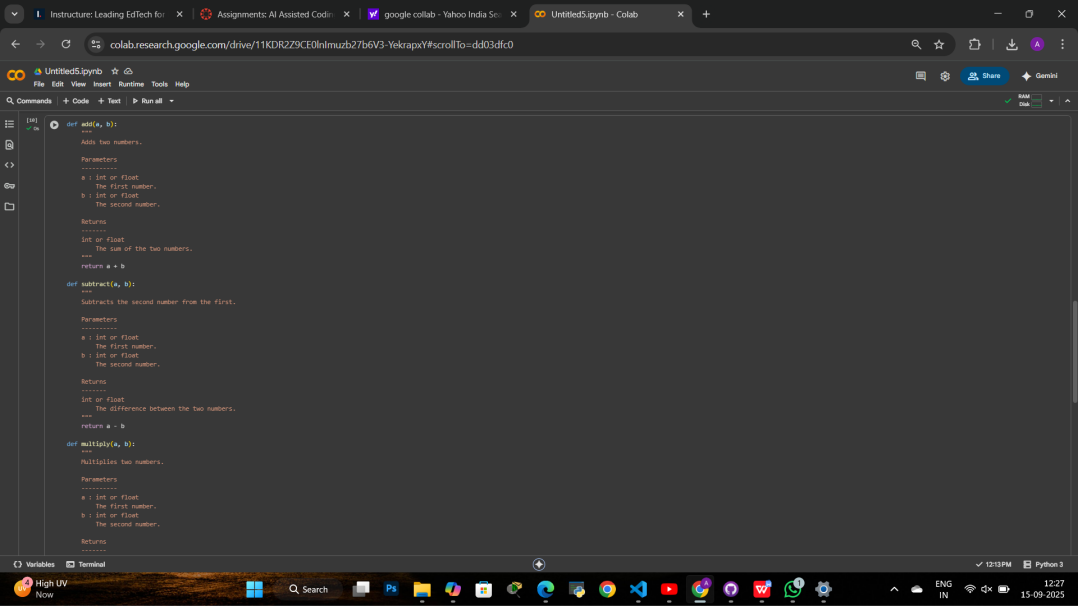 Instructure: Leading EdTech for
Assignments: AI Assisted Codin
google collab - Yahoo India Sea
Untitled5.ipynb - Colab
colab.research.google.com/drive/11KDR2Z9CE0lnImuzb27b6V3-YekrapxY#scrollTo=dd03dfc0
A
Untitled5.ipynb
File Edit View Insert Runtime Tools Help
Share
Gemini
Commands + Code + Text Run all
RAM
Disk
[10]
0s
def add(a, b):
"""
Adds two numbers.
Parameters
----------
a : int or float
The first number.
b : int or float
The second number.
Returns
-------
int or float
The sum of the two numbers.
"""
return a + b
def subtract(a, b):
"""
Subtracts the second number from the first.
Parameters
----------
a : int or float
The first number.
b : int or float
The second number.
Returns
-------
int or float
The difference between the two numbers.
"""
return a - b
def multiply(a, b):
"""
Multiplies two numbers.
Parameters
----------
a : int or float
The first number.
b : int or float
The second number.
Returns
-------
Variables Terminal
12:13 PM Python 3
4
High UV
Now
Search
Ps
A
W
1
ENG
IN
12:27
15-09-2025